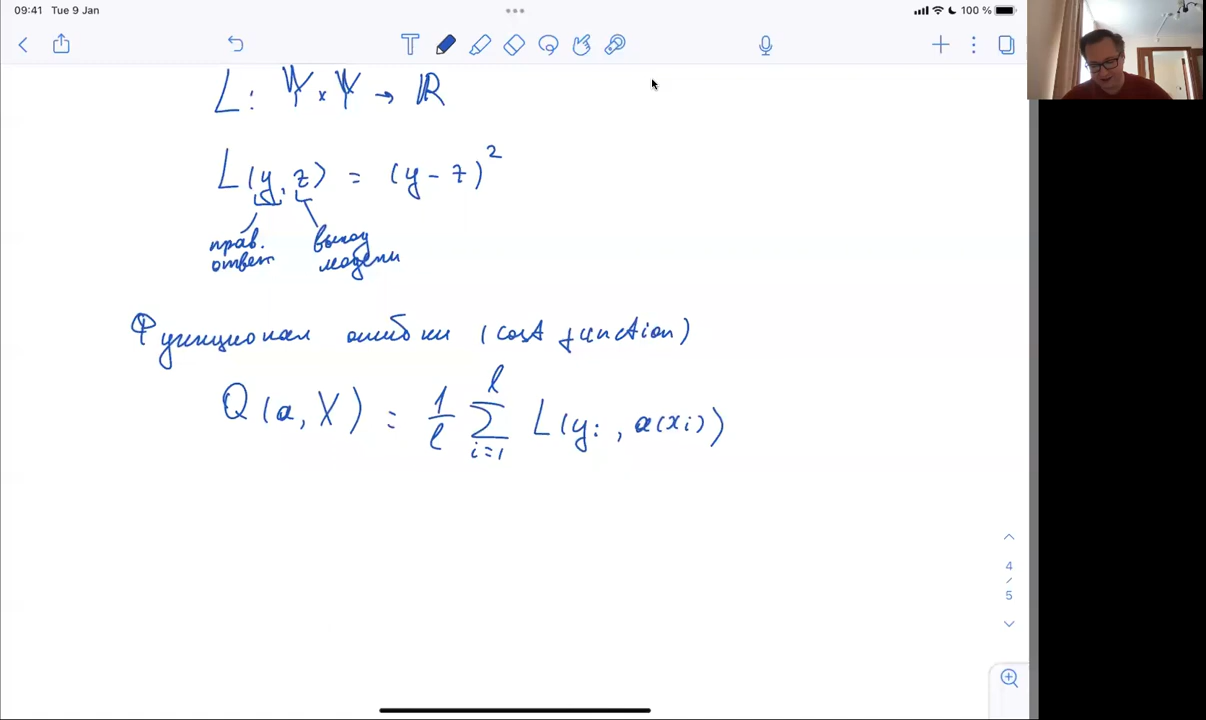 09:41 Tue 9 Jan
100 %
L: Y × Y → ℝ
L(y, z) = (y - z)²
прав. ответ
выход модели
Функционал ошибки (cost function)
Q(a, X) = 1/ℓ ∑ i=1 ℓ L(yᵢ, a(xᵢ))
4
/
5